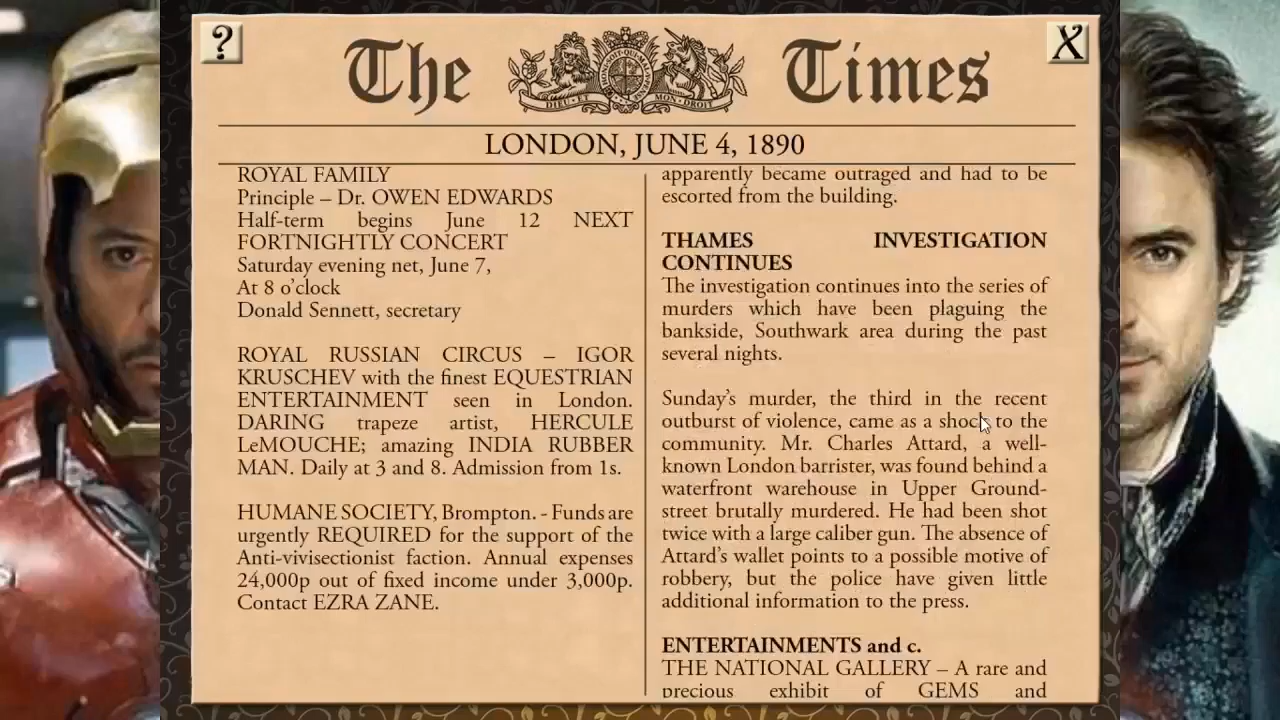 ?
The Times
X
DIEU · ET MON · DROIT
LONDON, JUNE 4, 1890
ROYAL FAMILY
Principle – Dr. OWEN EDWARDS
Half-term begins June 12 NEXT
FORTNIGHTLY CONCERT
Saturday evening net, June 7,
At 8 o'clock
Donald Sennett, secretary
ROYAL RUSSIAN CIRCUS – IGOR
KRUSCHEV with the finest EQUESTRIAN
ENTERTAINMENT seen in London.
DARING trapeze artist, HERCULE
LeMOUCHE; amazing INDIA RUBBER
MAN. Daily at 3 and 8. Admission from 1s.
HUMANE SOCIETY, Brompton. - Funds are
urgently REQUIRED for the support of the
Anti-vivisectionist faction. Annual expenses
24,000p out of fixed income under 3,000p.
Contact EZRA ZANE.
apparently became outraged and had to be
escorted from the building.
THAMES INVESTIGATION
CONTINUES
The investigation continues into the series of
murders which have been plaguing the
bankside, Southwark area during the past
several nights.
Sunday's murder, the third in the recent
outburst of violence, came as a shock to the
community. Mr. Charles Attard, a well-
known London barrister, was found behind a
waterfront warehouse in Upper Ground-
street brutally murdered. He had been shot
twice with a large caliber gun. The absence of
Attard's wallet points to a possible motive of
robbery, but the police have given little
additional information to the press.
ENTERTAINMENTS and c.
THE NATIONAL GALLERY – A rare and
precious exhibit of GEMS and